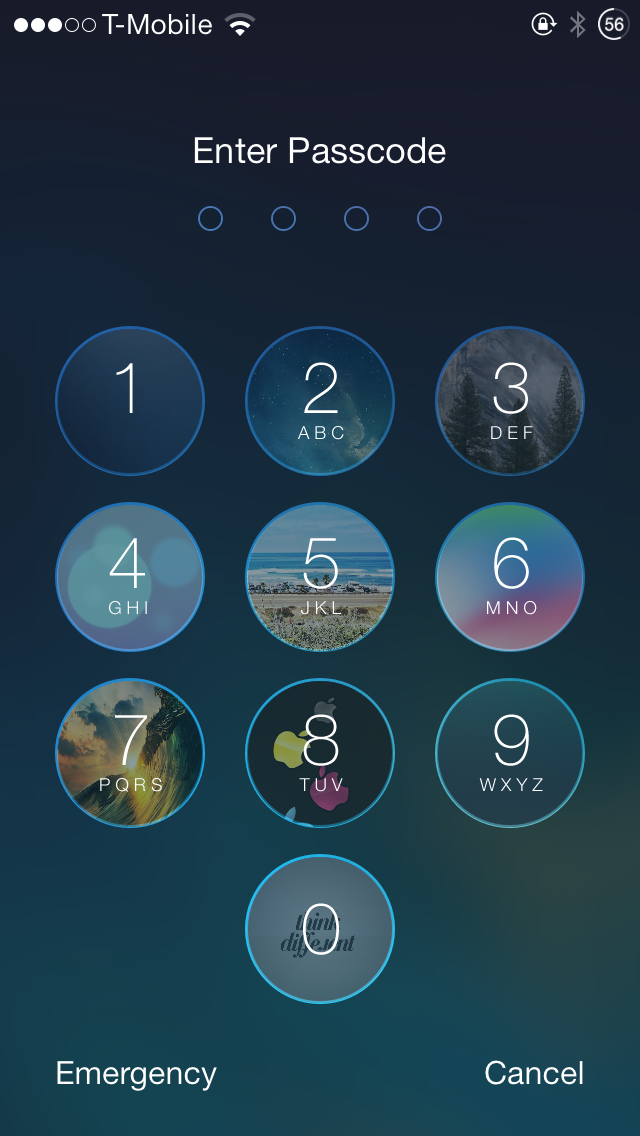 T-Mobile 56
Enter Passcode
1 2 3
ABC DEF
4 5 6
GHI JKL MNO
7 8 9
PQRS TUV WXYZ
0
think
different
Emergency Cancel